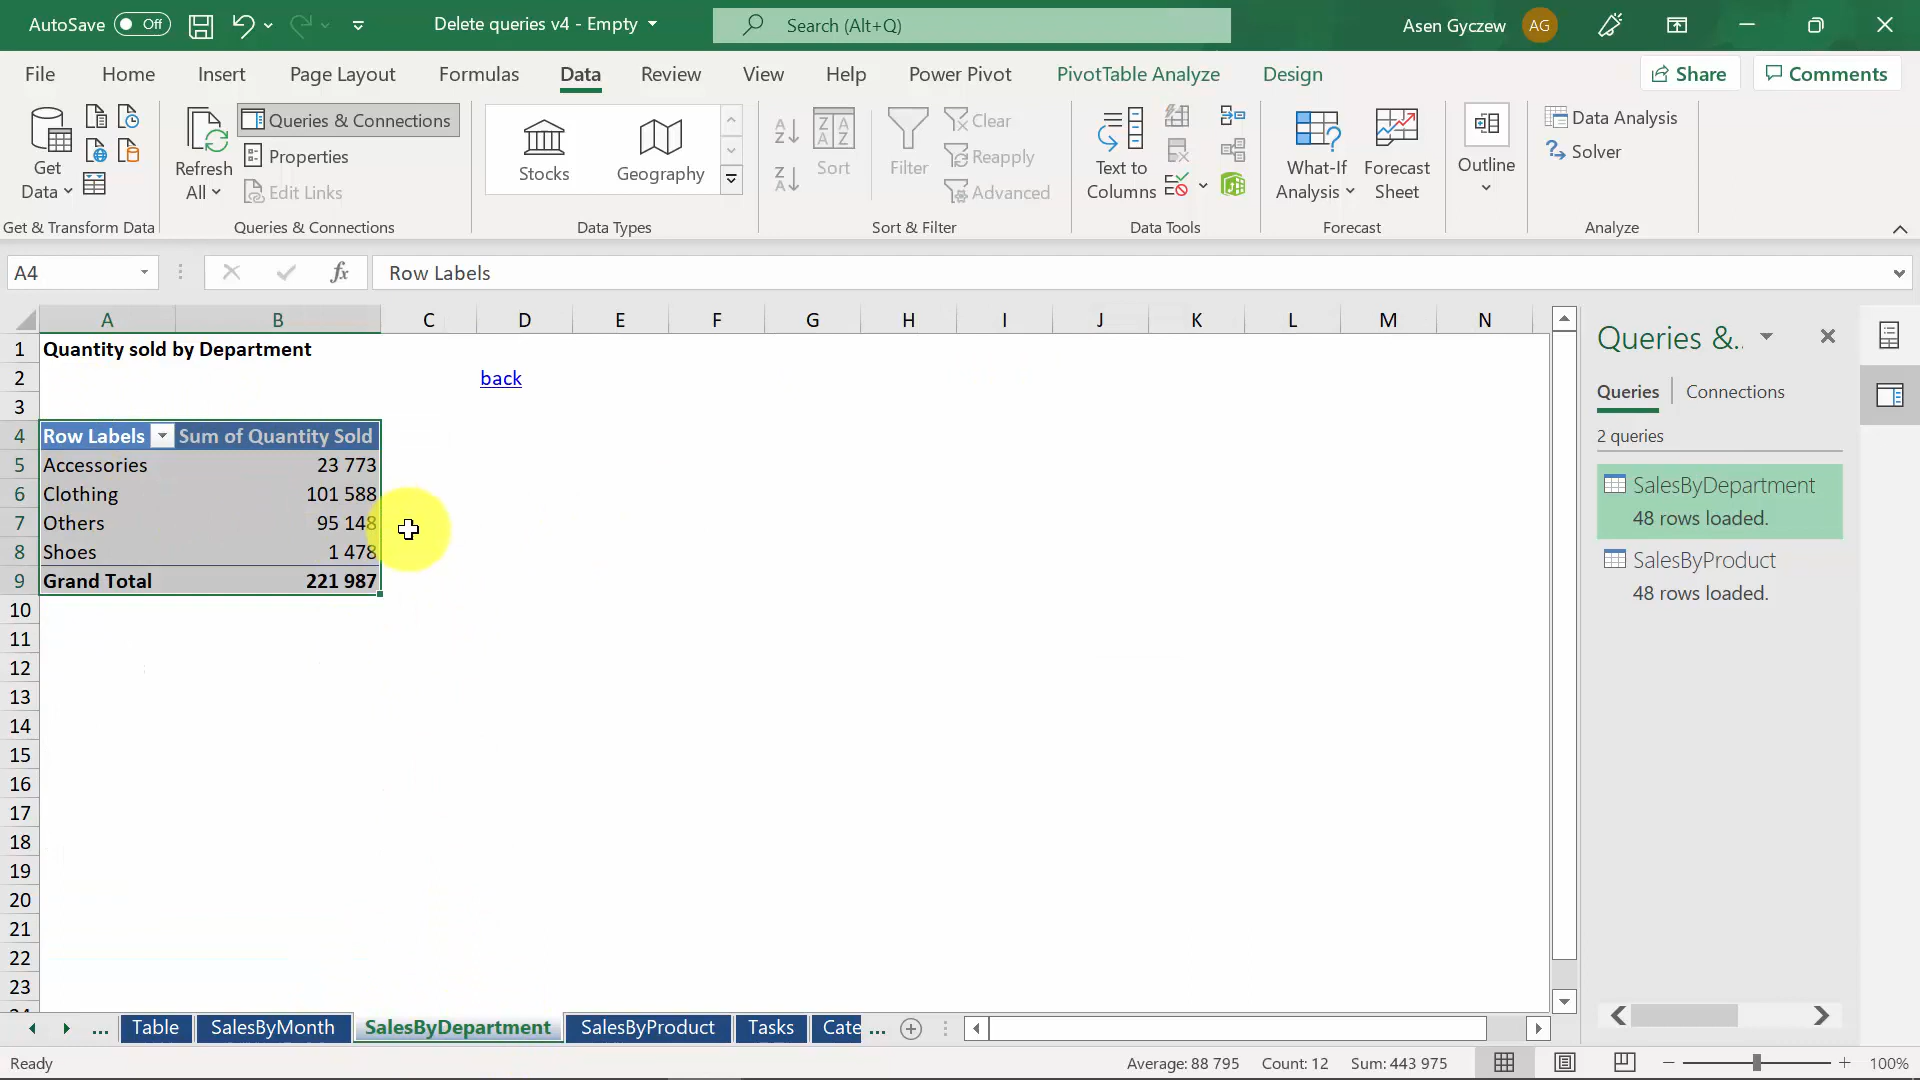 AutoSave Off Delete queries v4 - Empty Search (Alt+Q) Asen Gyczew AG
File Home Insert Page Layout Formulas Data Review View Help Power Pivot PivotTable Analyze Design Share Comments
Get Data Refresh All Queries & Connections Properties Edit Links Stocks Geography Sort Filter Clear Reapply Advanced Text to Columns What-If Analysis Forecast Sheet Outline Data Analysis Solver
Get & Transform Data Queries & Connections Data Types Sort & Filter Data Tools Forecast Analyze
A4 fx Row Labels
A B C D E F G H I J K L M N
1 Quantity sold by Department
2 back
3
4 Row Labels Sum of Quantity Sold
5 Accessories 23 773
6 Clothing 101 588
7 Others 95 148
8 Shoes 1 478
9 Grand Total 221 987
10
11
12
13
14
15
16
17
18
19
20
21
22
23
Queries &..
Queries Connections
2 queries
SalesByDepartment
48 rows loaded.
SalesByProduct
48 rows loaded.
... Table SalesByMonth SalesByDepartment SalesByProduct Tasks Cate ...
Ready Average: 88 795 Count: 12 Sum: 443 975 100%